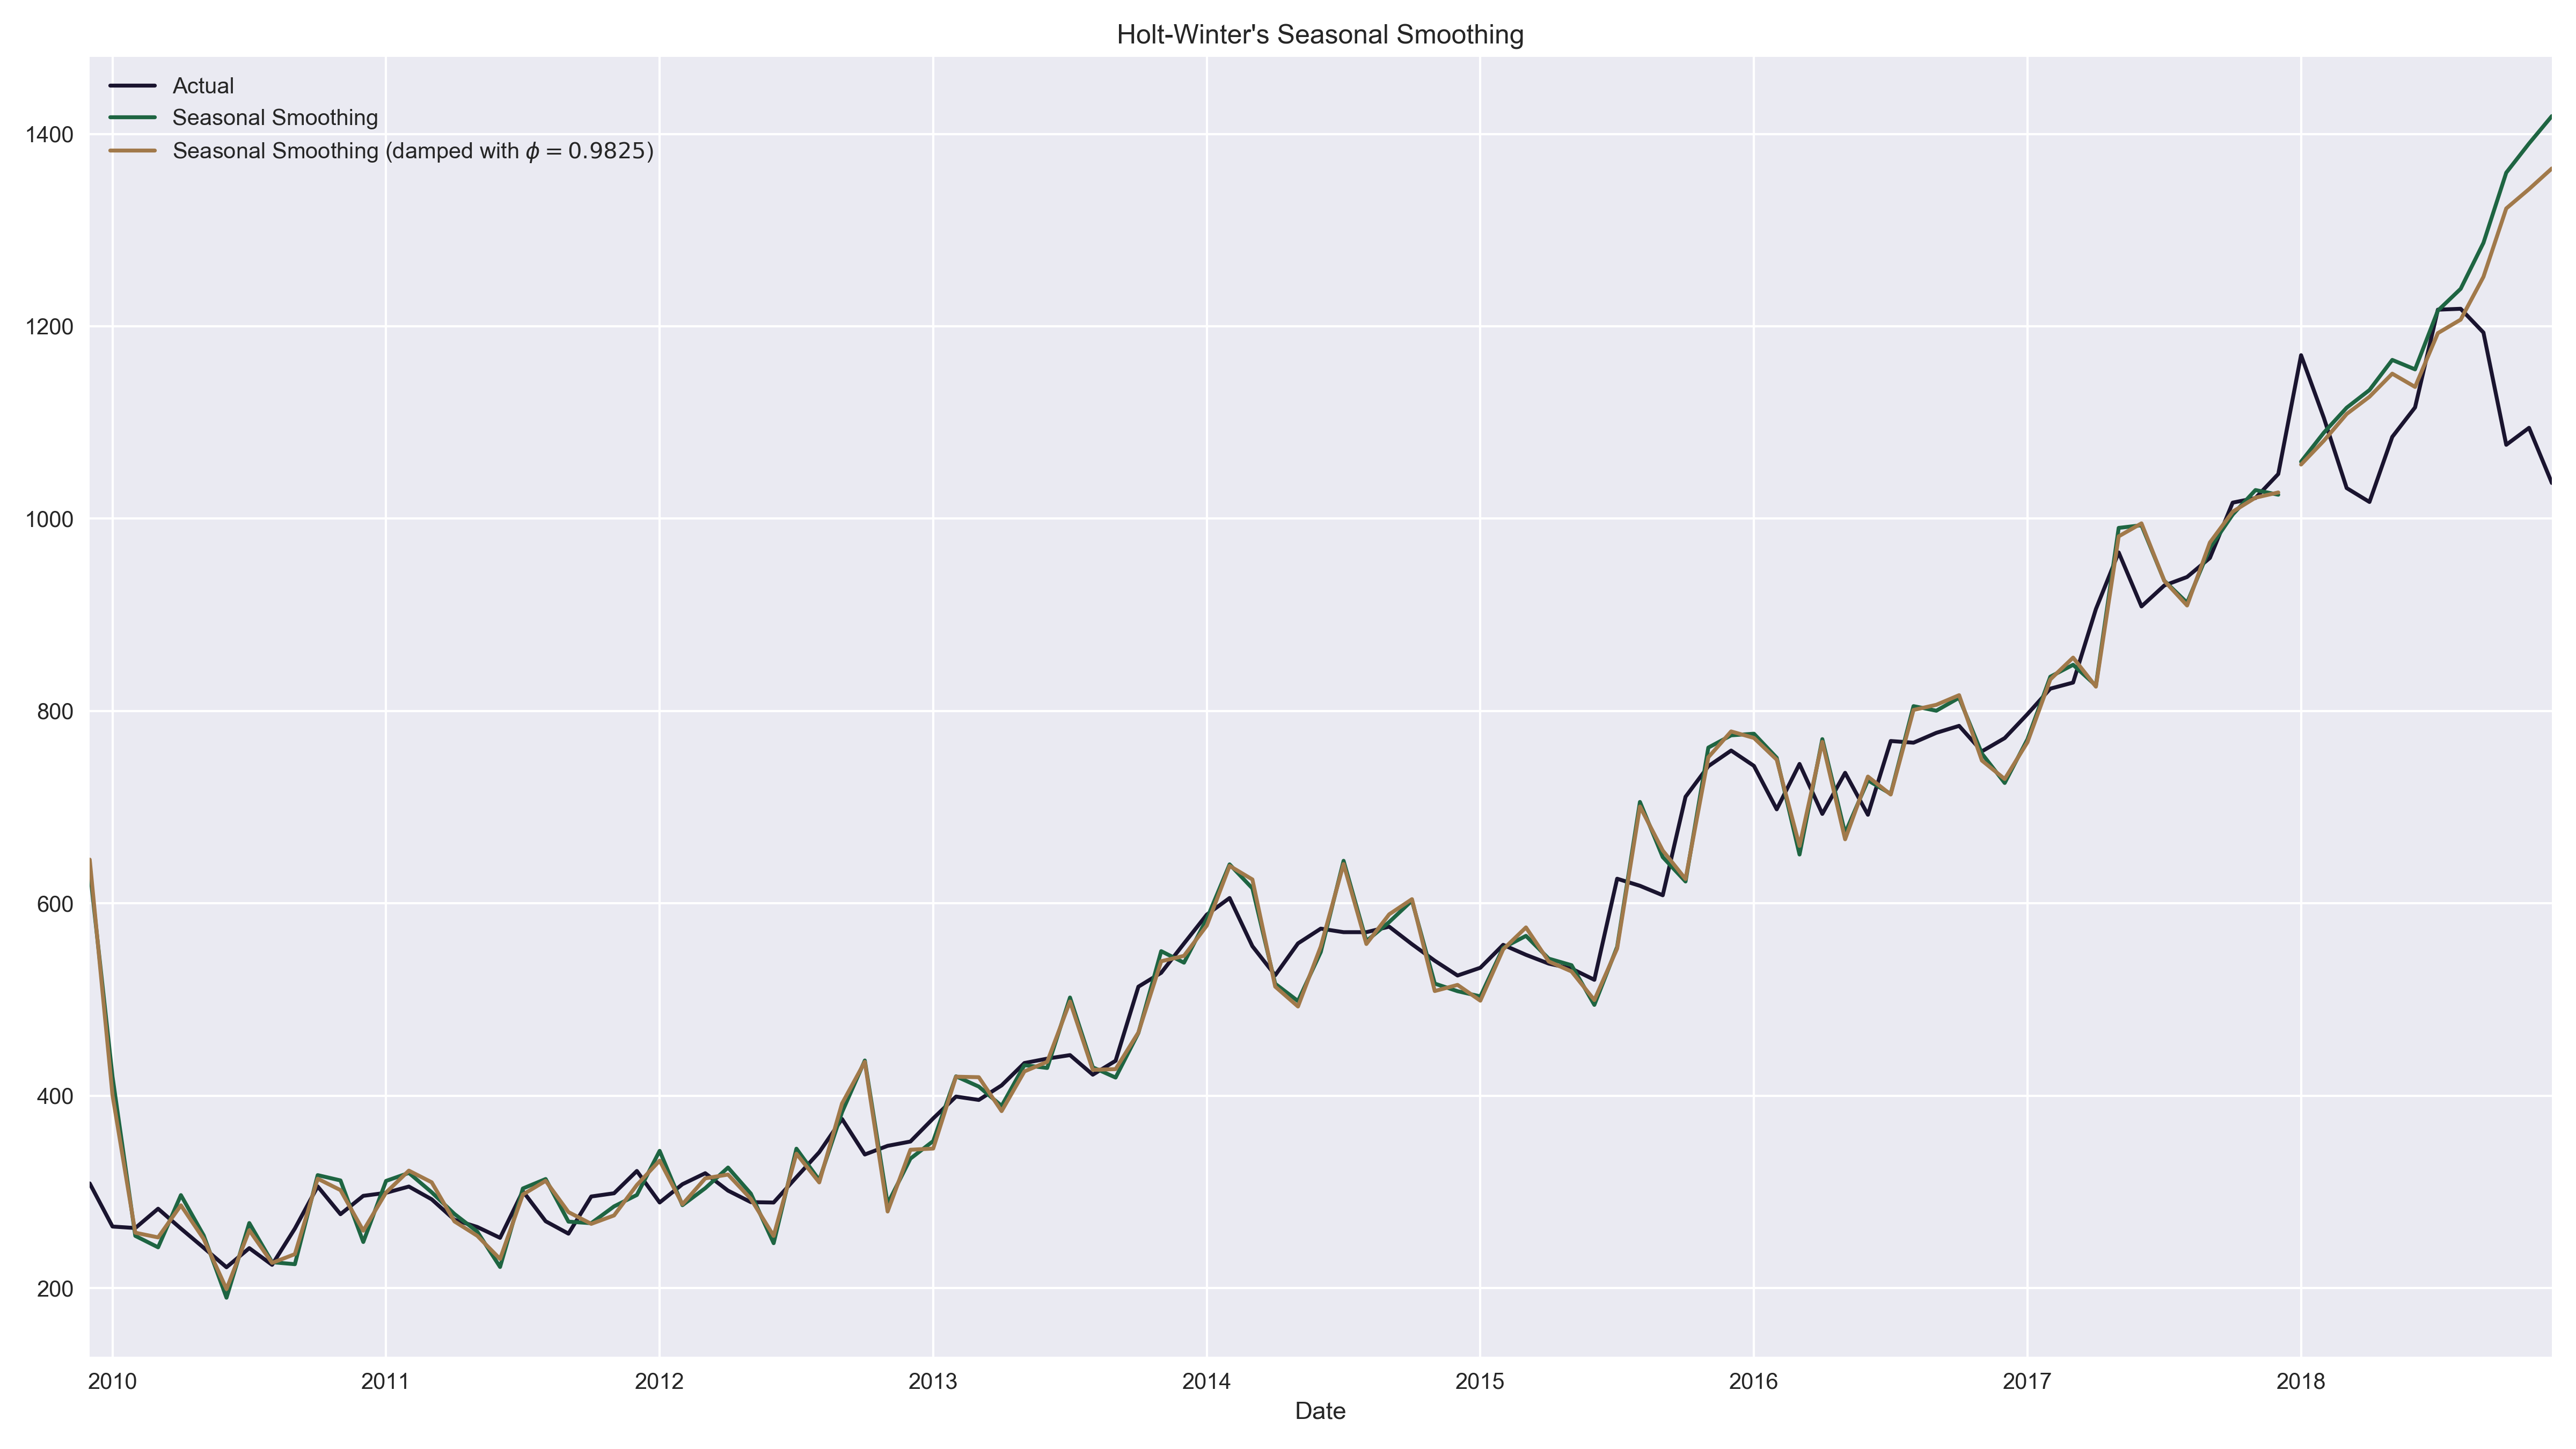 Holt-Winter's Seasonal Smoothing
Actual
Seasonal Smoothing
Seasonal Smoothing (damped with ϕ = 0.9825)
1400
1200
1000
800
600
400
200
2010 2011 2012 2013 2014 2015 2016 2017 2018
Date